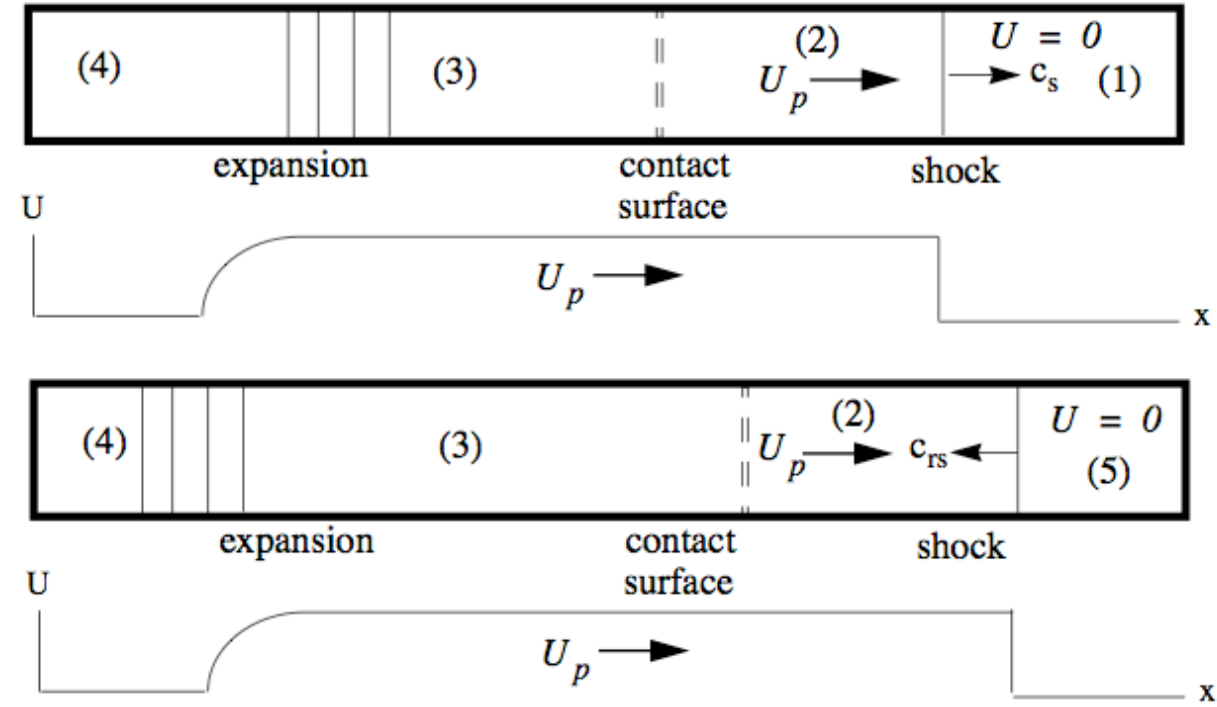 (4) (3) (2) U = 0
U_p c_s (1)
expansion contact surface shock
U
U_p
x
(4) (3) (2) U = 0
U_p c_rs (5)
expansion contact surface shock
U
U_p
x